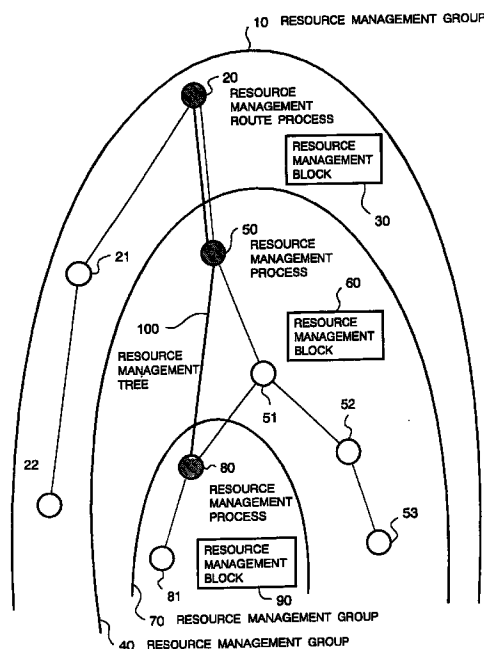 10 RESOURCE MANAGEMENT GROUP
20
RESOURCE
MANAGEMENT
ROUTE PROCESS
RESOURCE
MANAGEMENT
BLOCK
30
50
RESOURCE
MANAGEMENT
PROCESS
21
60
RESOURCE
MANAGEMENT
BLOCK
100
RESOURCE
MANAGEMENT
TREE
51
52
22
80
RESOURCE
MANAGEMENT
PROCESS
53
RESOURCE
MANAGEMENT
BLOCK
81
90
70 RESOURCE MANAGEMENT GROUP
40 RESOURCE MANAGEMENT GROUP